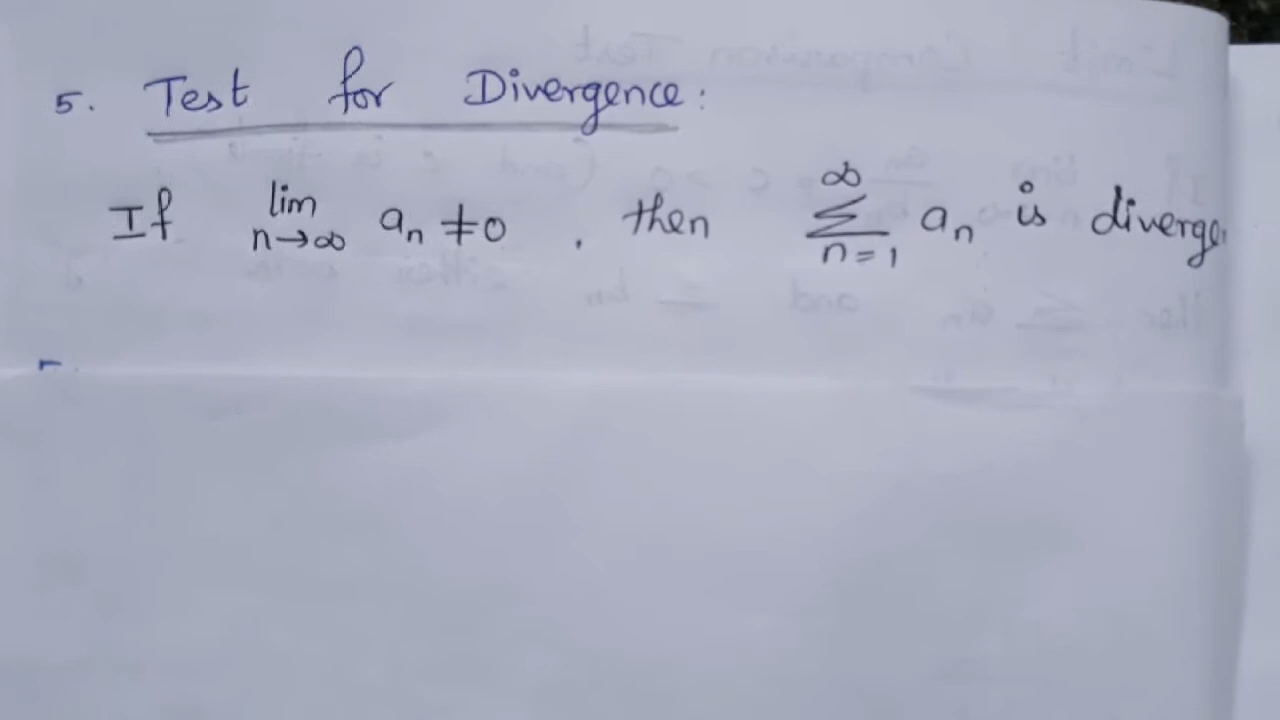 5. Test for Divergence:
If lim n→∞ aₙ ≠ 0 , then ∞ Σ n=1 aₙ is diverge